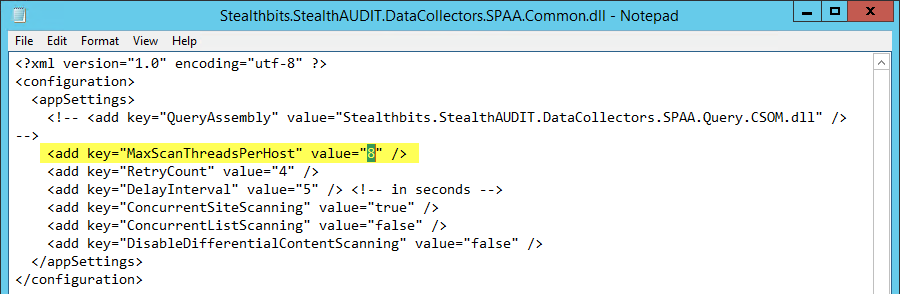 Stealthbits.StealthAUDIT.DataCollectors.SPAA.Common.dll - Notepad
File Edit Format View Help
<?xml version="1.0" encoding="utf-8" ?>
<configuration>
  <appSettings>
    <!-- <add key="QueryAssembly" value="Stealthbits.StealthAUDIT.DataCollectors.SPAA.Query.CSOM.dll" />
-->
    <add key="MaxScanThreadsPerHost" value="8" />
    <add key="RetryCount" value="4" />
    <add key="DelayInterval" value="5" /> <!-- in seconds -->
    <add key="ConcurrentSiteScanning" value="true" />
    <add key="ConcurrentListScanning" value="false" />
    <add key="DisableDifferentialContentScanning" value="false" />
  </appSettings>
</configuration>